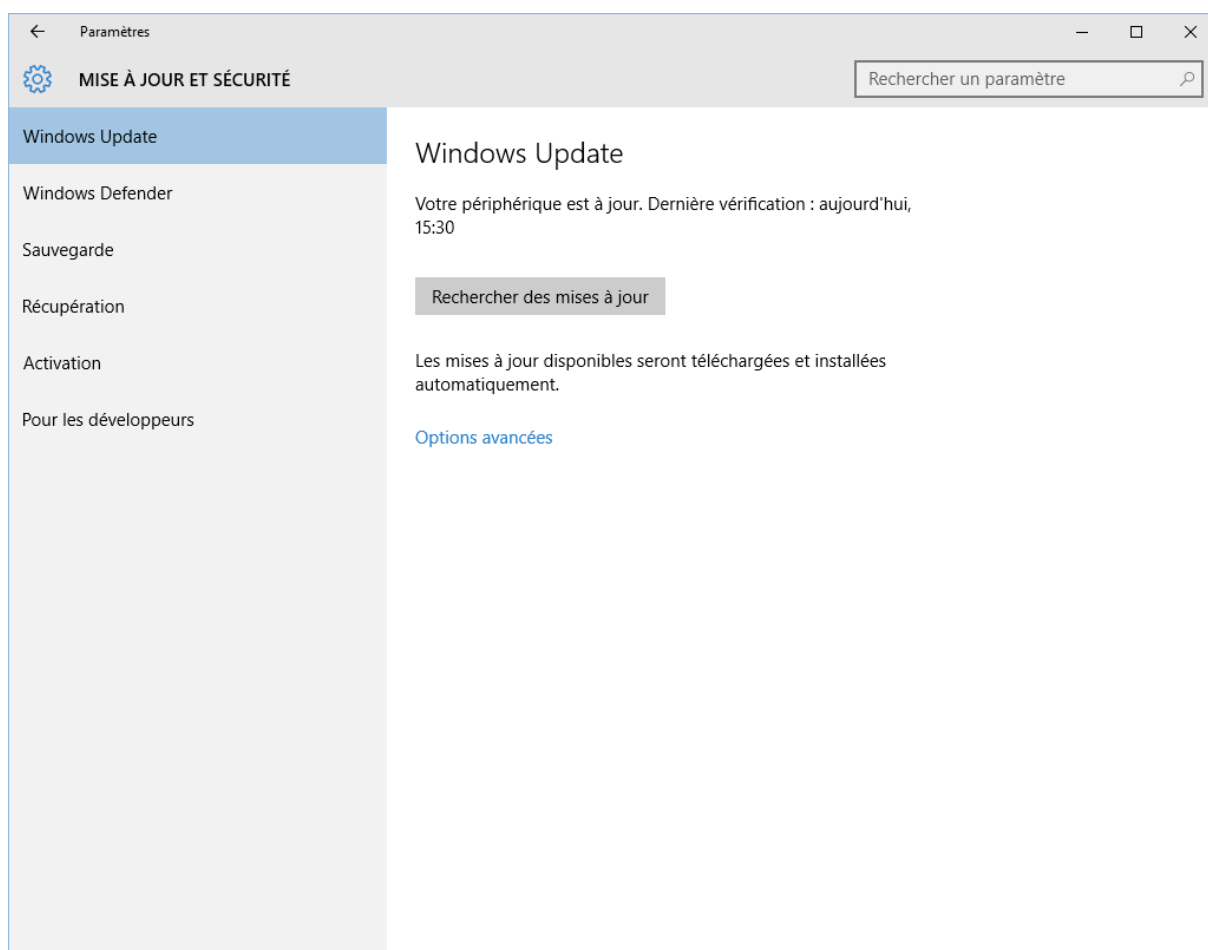 Paramètres
MISE À JOUR ET SÉCURITÉ
Rechercher un paramètre
Windows Update
Windows Defender
Sauvegarde
Récupération
Activation
Pour les développeurs
Windows Update
Votre périphérique est à jour. Dernière vérification : aujourd'hui,
15:30
Rechercher des mises à jour
Les mises à jour disponibles seront téléchargées et installées
automatiquement.
Options avancées